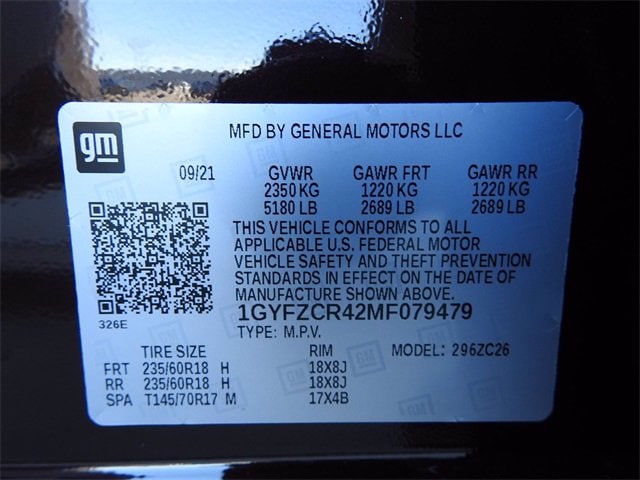 gm
MFD BY GENERAL MOTORS LLC
09/21 GVWR GAWR FRT GAWR RR
2350 KG 1220 KG 1220 KG
5180 LB 2689 LB 2689 LB
THIS VEHICLE CONFORMS TO ALL
APPLICABLE U.S. FEDERAL MOTOR
VEHICLE SAFETY AND THEFT PREVENTION
STANDARDS IN EFFECT ON THE DATE OF
MANUFACTURE SHOWN ABOVE.
326E
1GYFZCR42MF079479
TYPE: M.P.V.
TIRE SIZE RIM MODEL: 296ZC26
FRT 235/60R18 H 18X8J
RR 235/60R18 H 18X8J
SPA T145/70R17 M 17X4B